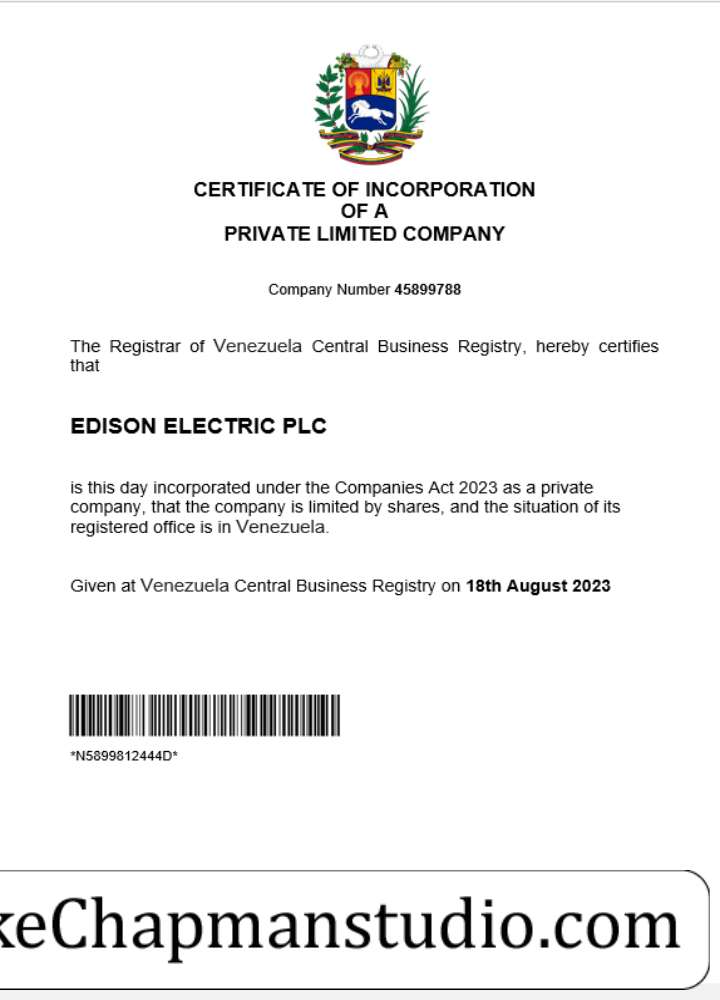 CERTIFICATE OF INCORPORATION
OF A
PRIVATE LIMITED COMPANY
Company Number 45899788
The Registrar of Venezuela Central Business Registry, hereby certifies
that
EDISON ELECTRIC PLC
is this day incorporated under the Companies Act 2023 as a private
company, that the company is limited by shares, and the situation of its
registered office is in Venezuela.
Given at Venezuela Central Business Registry on 18th August 2023
*N5899812444D*
keChapmanstudio.com